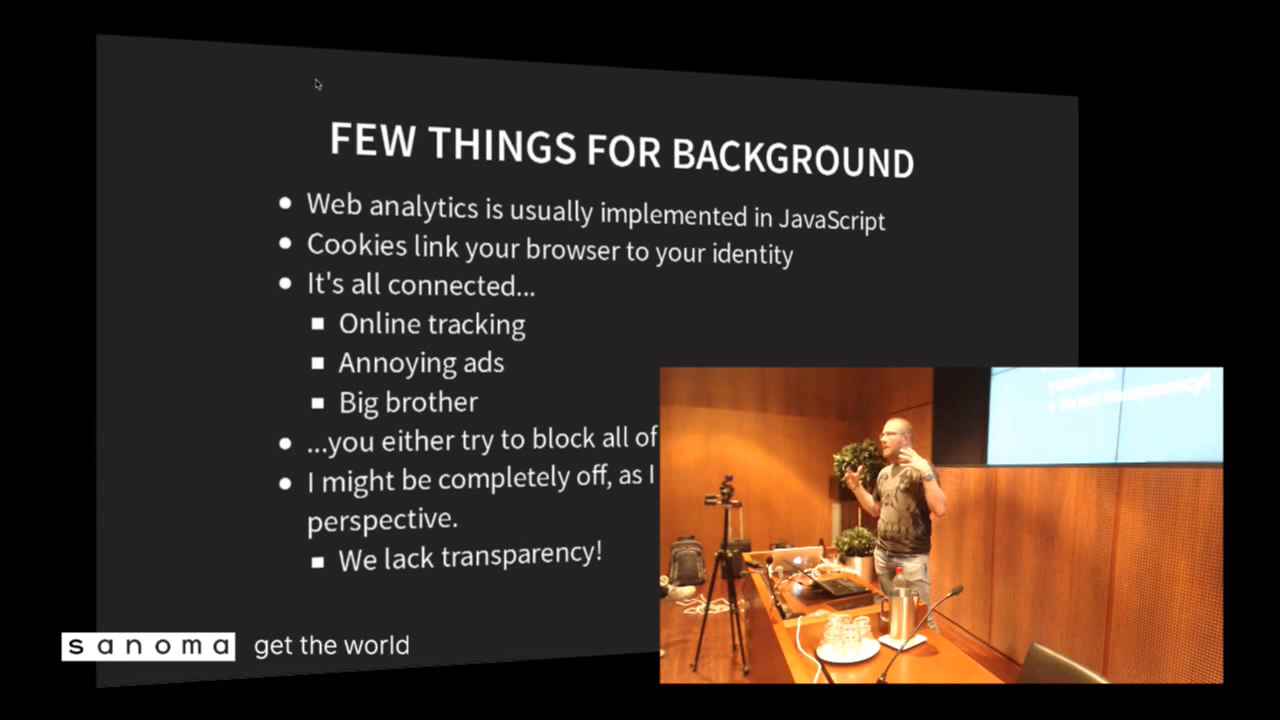 FEW THINGS FOR BACKGROUND
Web analytics is usually implemented in JavaScript
Cookies link your browser to your identity
It's all connected...
Online tracking
Annoying ads
Big brother
...you either try to block all of
I might be completely off, as I
perspective.
We lack transparency!
sanoma get the world